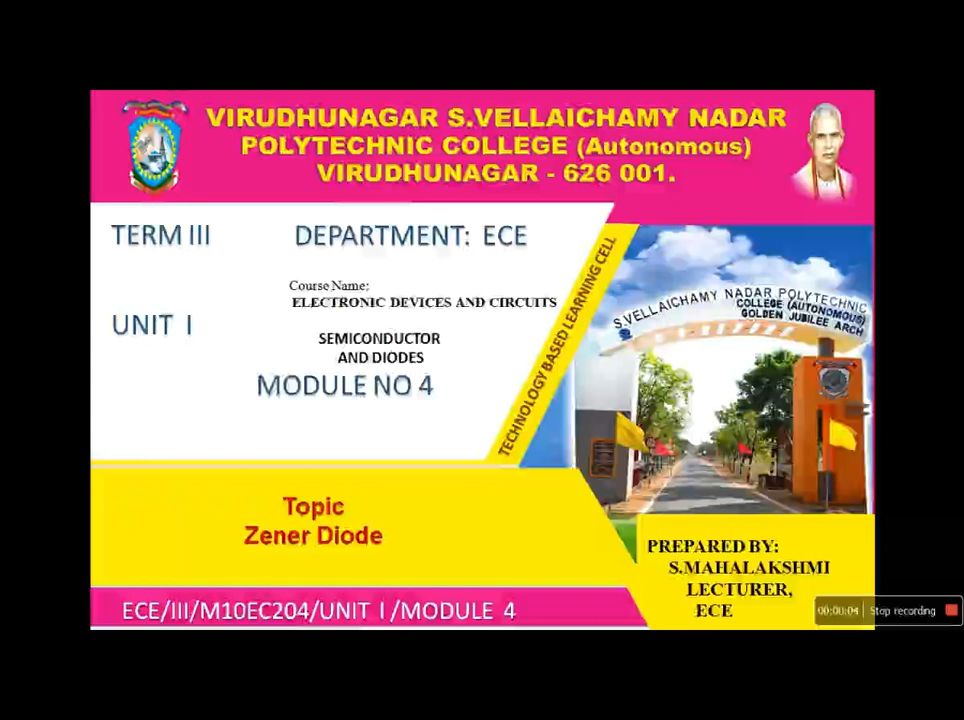 VIRUDHUNAGAR S.VELLAICHAMY NADAR
POLYTECHNIC COLLEGE (Autonomous)
VIRUDHUNAGAR - 626 001.
TERM III
DEPARTMENT: ECE
Course Name:
ELECTRONIC DEVICES AND CIRCUITS
UNIT I
SEMICONDUCTOR
AND DIODES
MODULE NO 4
TECHNOLOGY BASED LEARNING CELL
S.VELLAICHAMY NADAR POLYTECHNIC
COLLEGE (AUTONOMOUS)
GOLDEN JUBILEE ARCH
Topic
Zener Diode
PREPARED BY:
S.MAHALAKSHMI
LECTURER,
ECE
ECE/III/M10EC204/UNIT I /MODULE 4
00:00:04 Stop recording